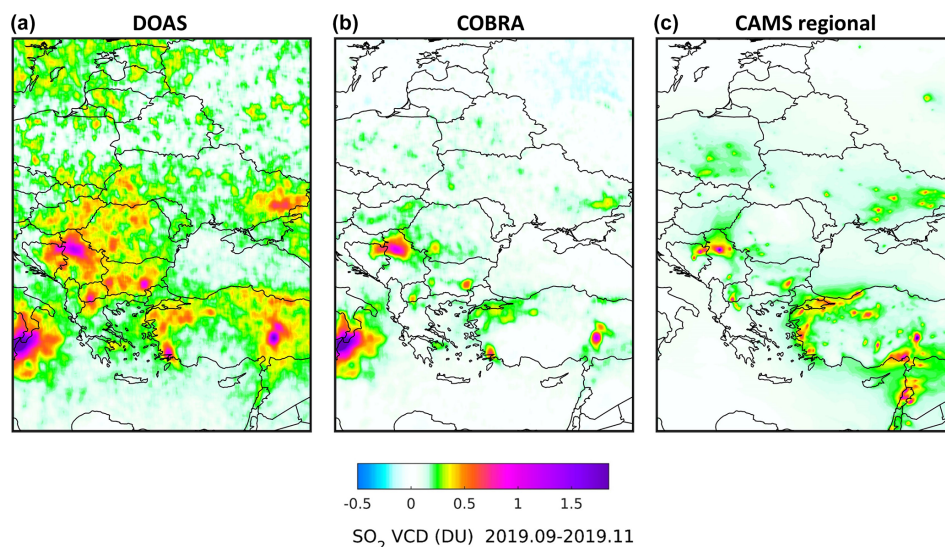 (a) DOAS (b) COBRA (c) CAMS regional
-0.5 0 0.5 1 1.5
SO₂ VCD (DU) 2019.09-2019.11